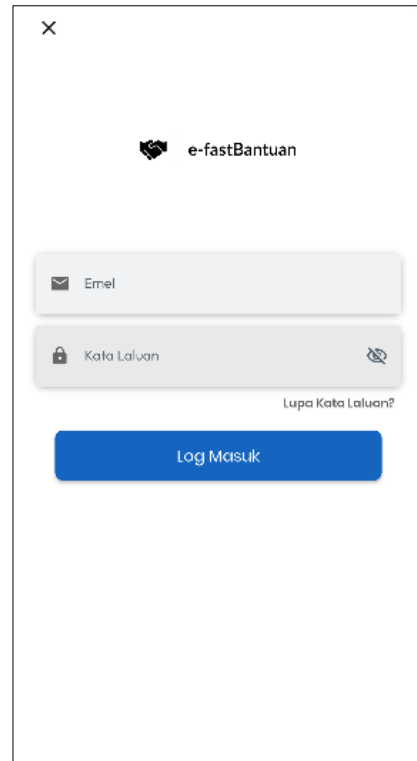 e-fastBantuan
Emel
Kata Laluan
Lupa Kata Laluan?
Log Masuk